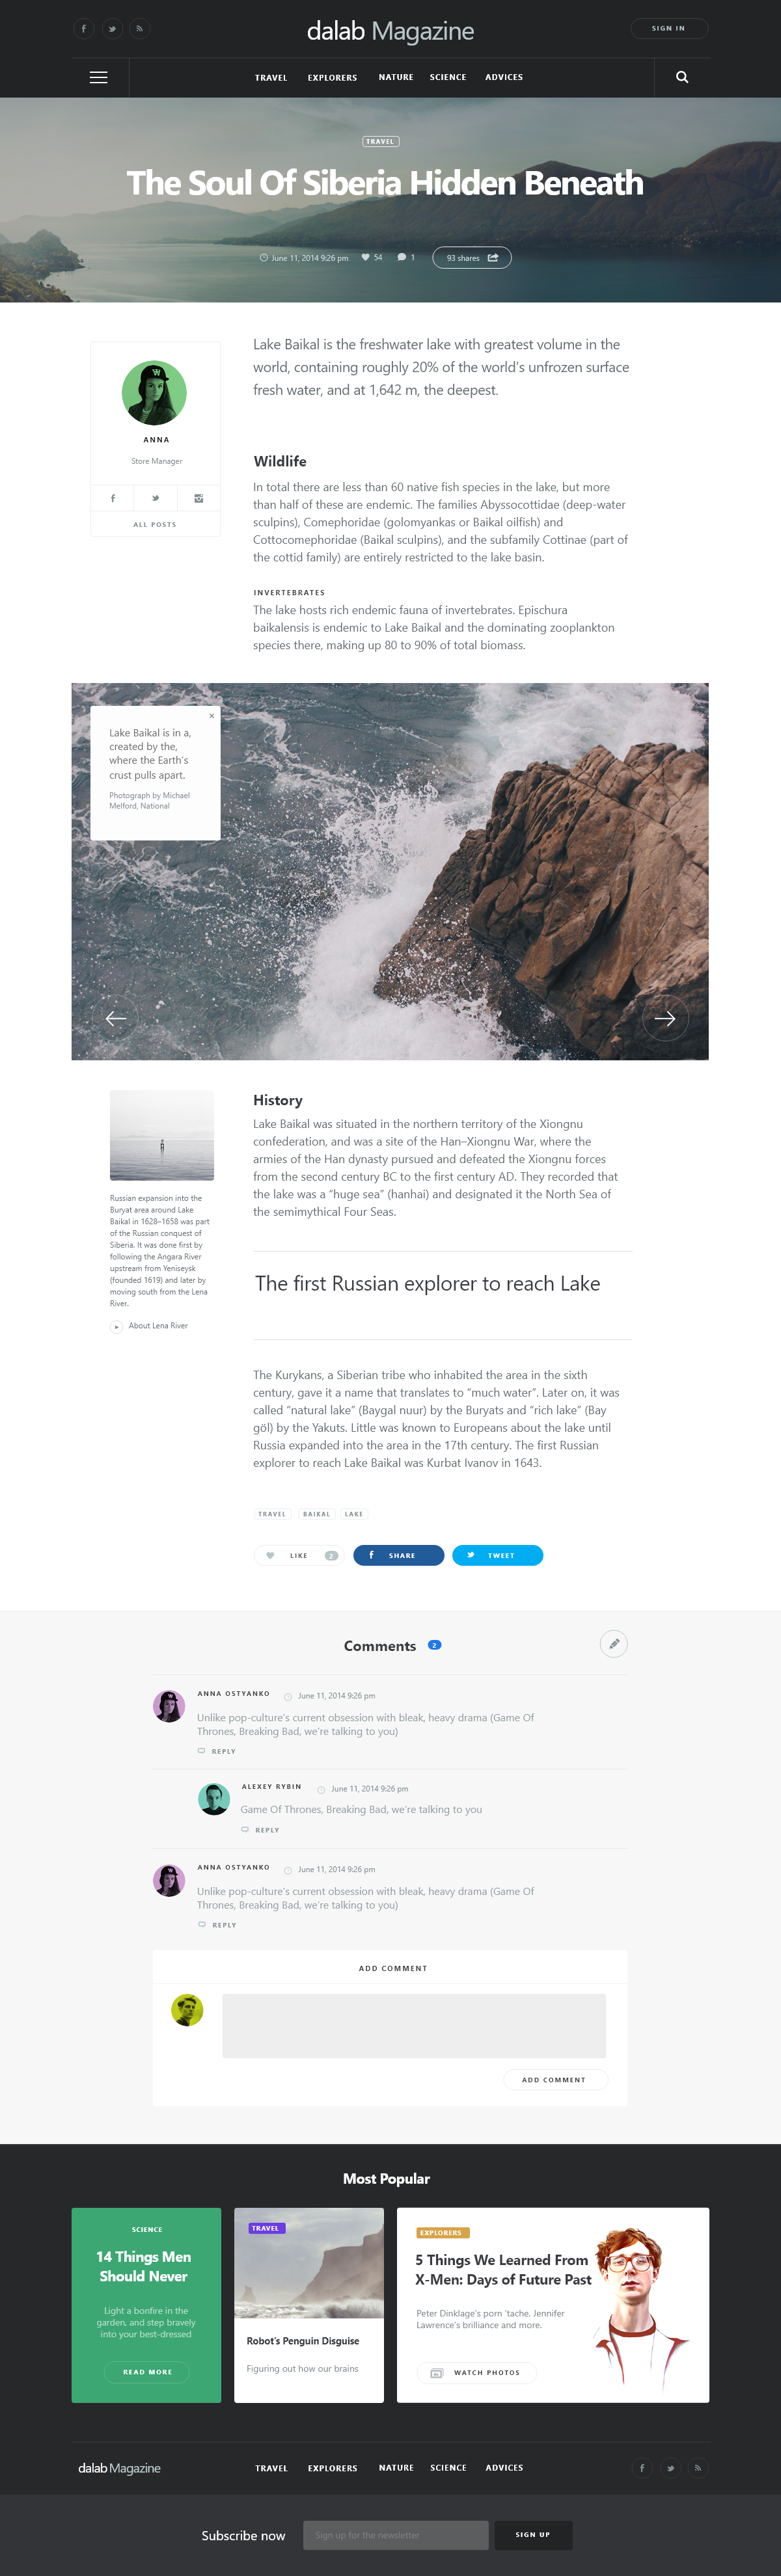 dalab Magazine
SIGN IN
TRAVEL EXPLORERS NATURE SCIENCE ADVICES
TRAVEL
The Soul Of Siberia Hidden Beneath
June 11, 2014 9:26 pm 54 1 93 shares
ANNA
Store Manager
ALL POSTS
Lake Baikal is the freshwater lake with greatest volume in the
world, containing roughly 20% of the world's unfrozen surface
fresh water, and at 1,642 m, the deepest.
Wildlife
In total there are less than 60 native fish species in the lake, but more
than half of these are endemic. The families Abyssocottidae (deep-water
sculpins), Comephoridae (golomyankas or Baikal oilfish) and
Cottocomephoridae (Baikal sculpins), and the subfamily Cottinae (part of
the cottid family) are entirely restricted to the lake basin.
INVERTEBRATES
The lake hosts rich endemic fauna of invertebrates. Epischura
baikalensis is endemic to Lake Baikal and the dominating zooplankton
species there, making up 80 to 90% of total biomass.
Lake Baikal is in a,
created by the,
where the Earth's
crust pulls apart.
Photograph by Michael
Melford, National
Russian expansion into the
Buryat area around Lake
Baikal in 1628–1658 was part
of the Russian conquest of
Siberia. It was done first by
following the Angara River
upstream from Yeniseysk
(founded 1619) and later by
moving south from the Lena
River.
About Lena River
History
Lake Baikal was situated in the northern territory of the Xiongnu
confederation, and was a site of the Han–Xiongnu War, where the
armies of the Han dynasty pursued and defeated the Xiongnu forces
from the second century BC to the first century AD. They recorded that
the lake was a "huge sea" (hanhai) and designated it the North Sea of
the semimythical Four Seas.
The first Russian explorer to reach Lake
The Kurykans, a Siberian tribe who inhabited the area in the sixth
century, gave it a name that translates to "much water". Later on, it was
called "natural lake" (Baygal nuur) by the Buryats and "rich lake" (Bay
göl) by the Yakuts. Little was known to Europeans about the lake until
Russia expanded into the area in the 17th century. The first Russian
explorer to reach Lake Baikal was Kurbat Ivanov in 1643.
TRAVEL BAIKAL LAKE
LIKE 2 SHARE TWEET
Comments 2
ANNA OSTYANKO June 11, 2014 9:26 pm
Unlike pop-culture's current obsession with bleak, heavy drama (Game Of
Thrones, Breaking Bad, we're talking to you)
REPLY
ALEXEY RYBIN June 11, 2014 9:26 pm
Game Of Thrones, Breaking Bad, we're talking to you
REPLY
ANNA OSTYANKO June 11, 2014 9:26 pm
Unlike pop-culture's current obsession with bleak, heavy drama (Game Of
Thrones, Breaking Bad, we're talking to you)
REPLY
ADD COMMENT
ADD COMMENT
Most Popular
SCIENCE
14 Things Men
Should Never
Light a bonfire in the
garden, and step bravely
into your best-dressed
READ MORE
TRAVEL
Robot's Penguin Disguise
Figuring out how our brains
EXPLORERS
5 Things We Learned From
X-Men: Days of Future Past
Peter Dinklage's porn 'tache, Jennifer
Lawrence's brilliance and more.
WATCH PHOTOS
dalab Magazine
TRAVEL EXPLORERS NATURE SCIENCE ADVICES
Subscribe now
Sign up for the newsletter
SIGN UP